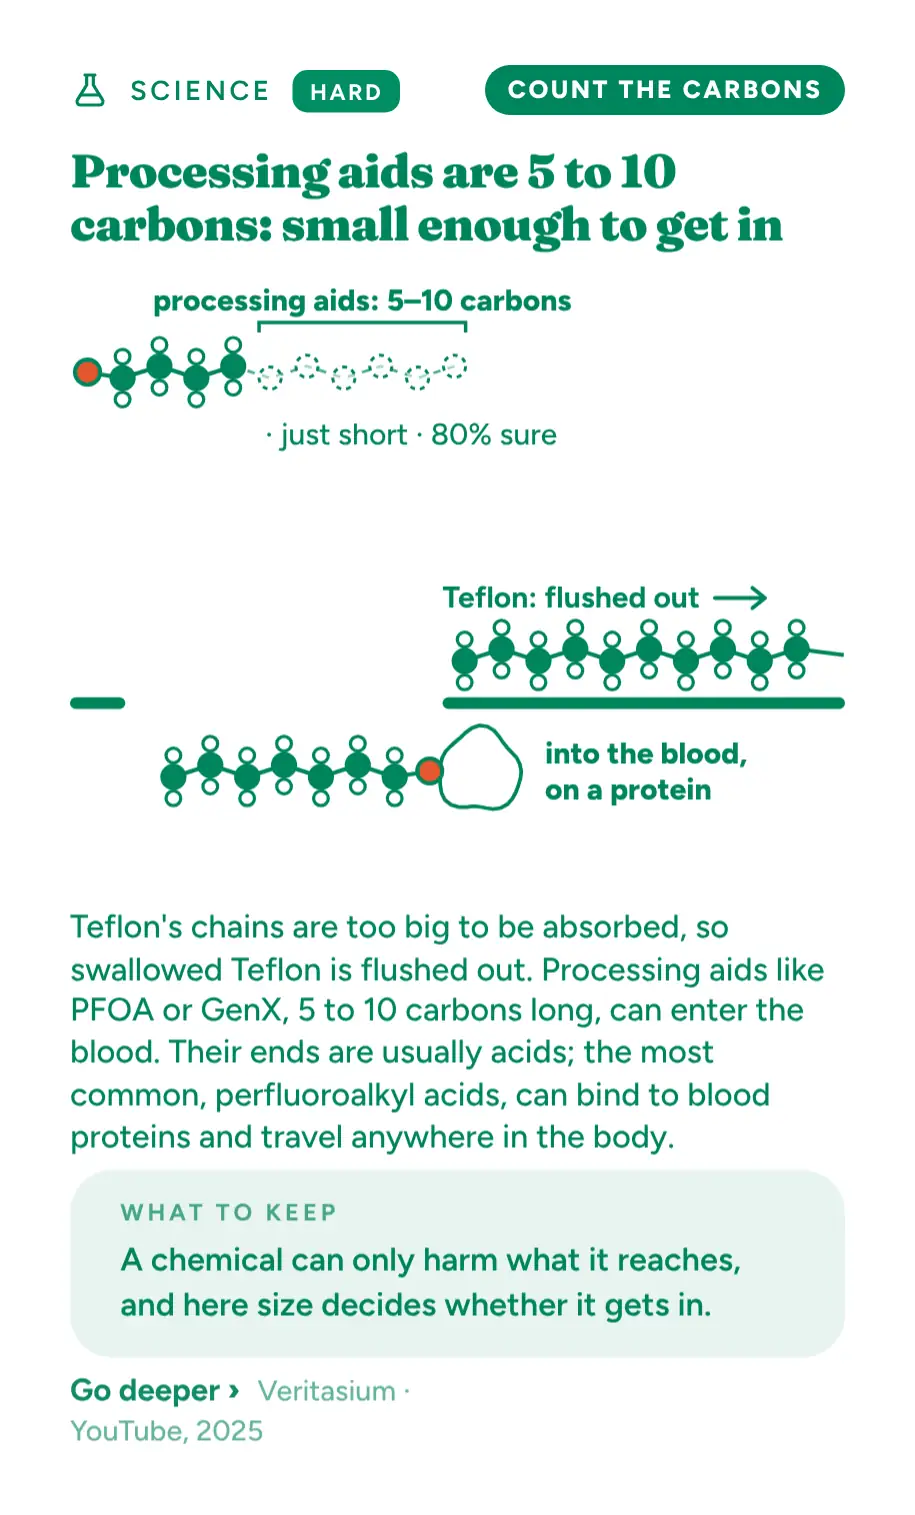 SCIENCE
HARD
COUNT THE CARBONS
Processing aids are 5 to 10
carbons: small enough to get in
processing aids: 5–10 carbons
· just short · 80% sure
Teflon: flushed out
into the blood,
on a protein
Teflon's chains are too big to be absorbed, so
swallowed Teflon is flushed out. Processing aids like
PFOA or GenX, 5 to 10 carbons long, can enter the
blood. Their ends are usually acids; the most
common, perfluoroalkyl acids, can bind to blood
proteins and travel anywhere in the body.
WHAT TO KEEP
A chemical can only harm what it reaches,
and here size decides whether it gets in.
Go deeper › Veritasium ·
YouTube, 2025